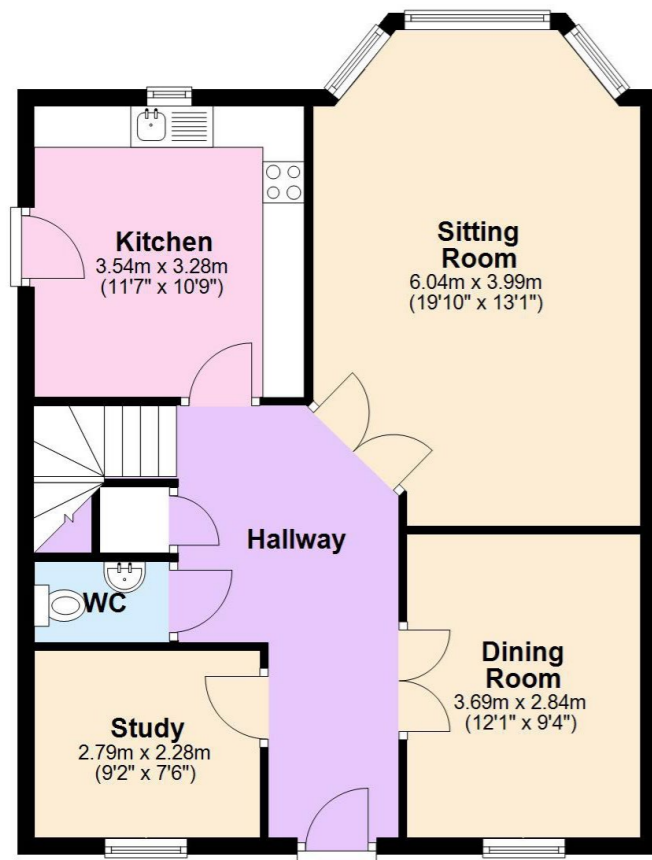 Kitchen
3.54m x 3.28m
(11'7" x 10'9")
Sitting
Room
6.04m x 3.99m
(19'10" x 13'1")
Hallway
WC
Dining
Room
3.69m x 2.84m
(12'1" x 9'4")
Study
2.79m x 2.28m
(9'2" x 7'6")